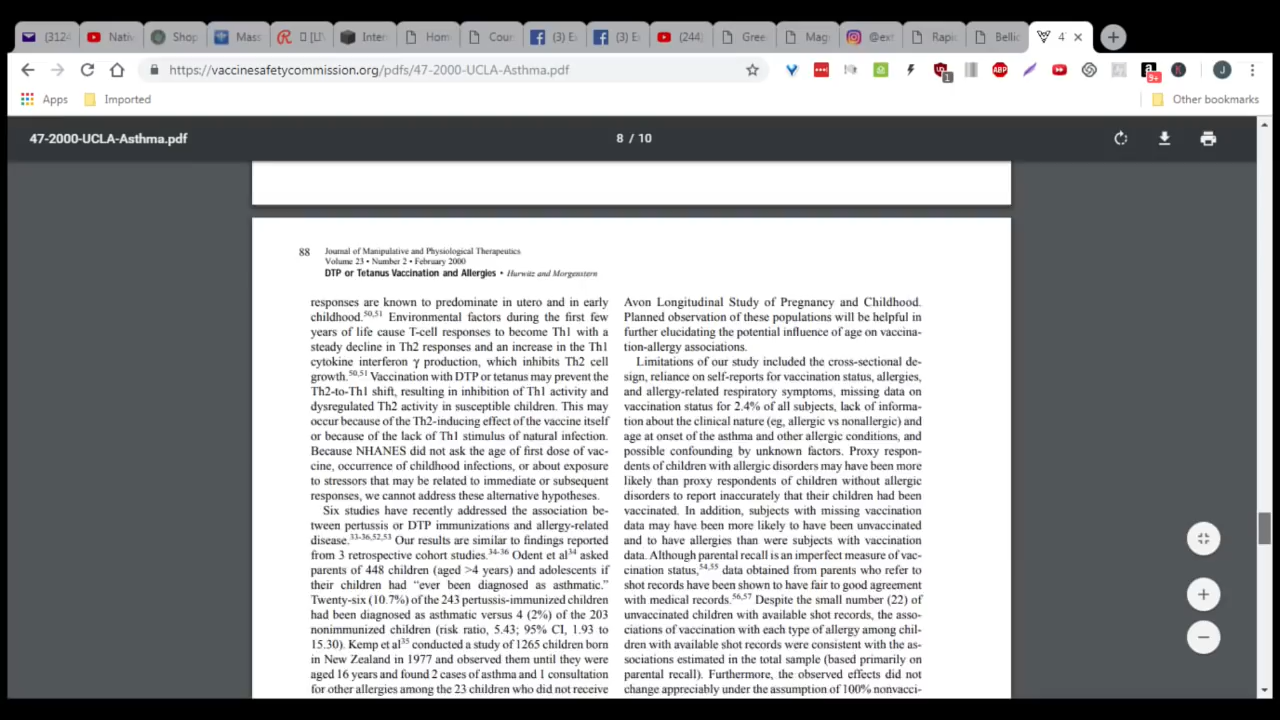 (3124
Nativ
Shop
Mass
[LI
Inter
Hom
Cour
(3) E
(3) E
(244)
Gree
Mag
@ext
Rapi
Bellic
4
https://vaccinesafetycommission.org/pdfs/47-2000-UCLA-Asthma.pdf
1
ABP
9+
J
Apps
Imported
Other bookmarks
47-2000-UCLA-Asthma.pdf
8 / 10
88
Journal of Manipulative and Physiological Therapeutics
Volume 23 • Number 2 • February 2000
DTP or Tetanus Vaccination and Allergies • Hurwitz and Morgenstern
responses are known to predominate in utero and in early
childhood.50,51 Environmental factors during the first few
years of life cause T-cell responses to become Th1 with a
steady decline in Th2 responses and an increase in the Th1
cytokine interferon γ production, which inhibits Th2 cell
growth.50,51 Vaccination with DTP or tetanus may prevent the
Th2-to-Th1 shift, resulting in inhibition of Th1 activity and
dysregulated Th2 activity in susceptible children. This may
occur because of the Th2-inducing effect of the vaccine itself
or because of the lack of Th1 stimulus of natural infection.
Because NHANES did not ask the age of first dose of vac-
cine, occurrence of childhood infections, or about exposure
to stressors that may be related to immediate or subsequent
responses, we cannot address these alternative hypotheses.
Six studies have recently addressed the association be-
tween pertussis or DTP immunizations and allergy-related
disease.33-36,52,53 Our results are similar to findings reported
from 3 retrospective cohort studies.34-36 Odent et al34 asked
parents of 448 children (aged >4 years) and adolescents if
their children had “ever been diagnosed as asthmatic.”
Twenty-six (10.7%) of the 243 pertussis-immunized children
had been diagnosed as asthmatic versus 4 (2%) of the 203
nonimmunized children (risk ratio, 5.43; 95% CI, 1.93 to
15.30). Kemp et al35 conducted a study of 1265 children born
in New Zealand in 1977 and observed them until they were
aged 16 years and found 2 cases of asthma and 1 consultation
for other allergies among the 23 children who did not receive
Avon Longitudinal Study of Pregnancy and Childhood.
Planned observation of these populations will be helpful in
further elucidating the potential influence of age on vaccina-
tion-allergy associations.
Limitations of our study included the cross-sectional de-
sign, reliance on self-reports for vaccination status, allergies,
and allergy-related respiratory symptoms, missing data on
vaccination status for 2.4% of all subjects, lack of informa-
tion about the clinical nature (eg, allergic vs nonallergic) and
age at onset of the asthma and other allergic conditions, and
possible confounding by unknown factors. Proxy respon-
dents of children with allergic disorders may have been more
likely than proxy respondents of children without allergic
disorders to report inaccurately that their children had been
vaccinated. In addition, subjects with missing vaccination
data may have been more likely to have been unvaccinated
and to have allergies than were subjects with vaccination
data. Although parental recall is an imperfect measure of vac-
cination status,54,55 data obtained from parents who refer to
shot records have been shown to have fair to good agreement
with medical records.56,57 Despite the small number (22) of
unvaccinated children with available shot records, the asso-
ciations of vaccination with each type of allergy among chil-
dren with available shot records were consistent with the as-
sociations estimated in the total sample (based primarily on
parental recall). Furthermore, the observed effects did not
change appreciably under the assumption of 100% nonvacci-